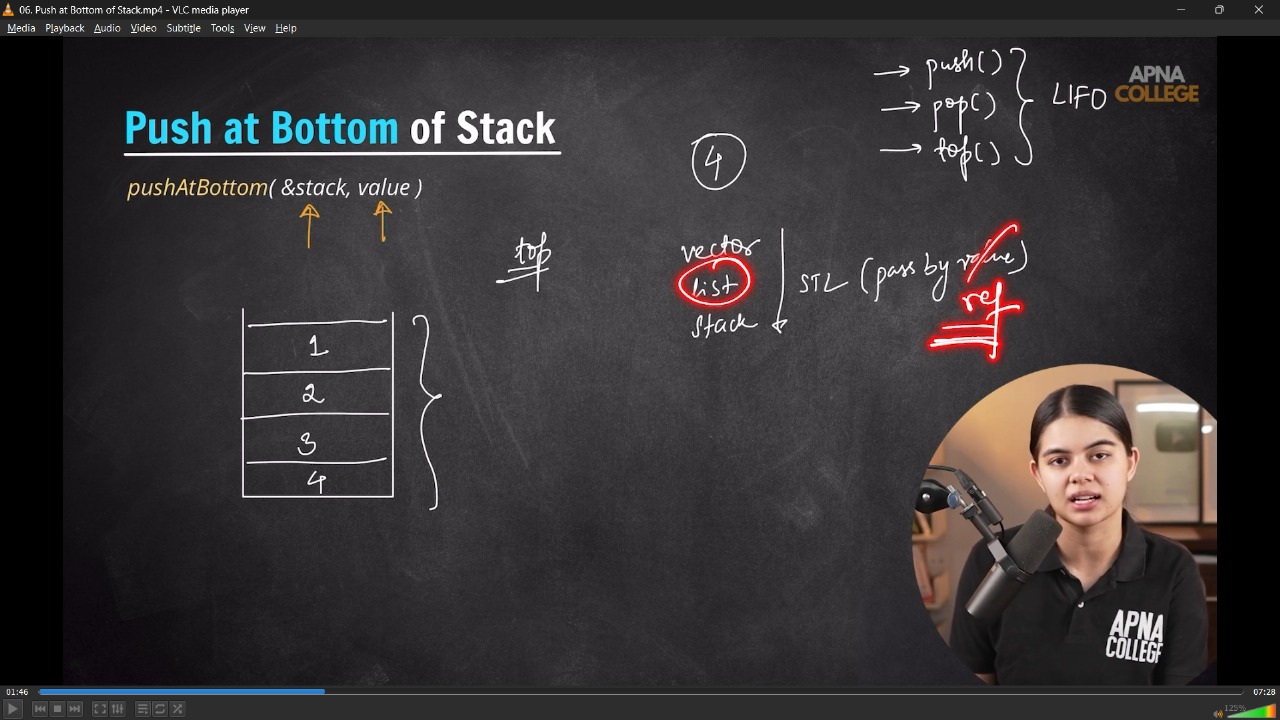 06. Push at Bottom of Stack.mp4 - VLC media player
Media Playback Audio Video Subtitle Tools View Help
→ push()
→ pop()
→ top()
LIFO
APNA
COLLEGE
Push at Bottom of Stack
pushAtBottom( &stack, value )
4
top
vector
list
stack
STL (pass by value)
ref
1
2
3
4
APNA
COLLEGE
01:46
07:28
125%